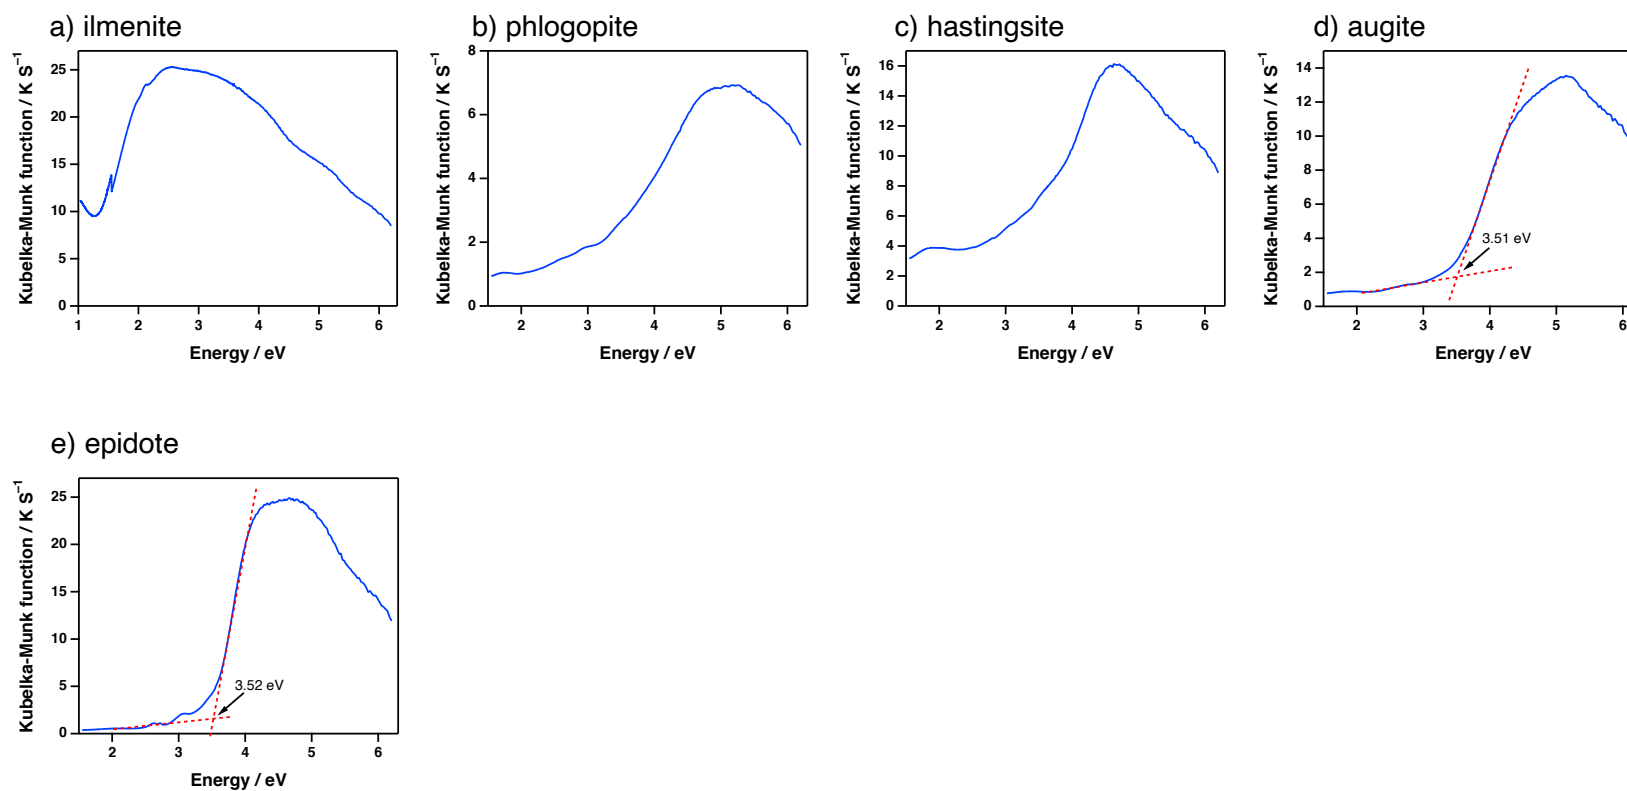 a) ilmenite
Kubelka-Munk function / K S⁻¹
25
20
15
10
5
0
1 2 3 4 5 6
Energy / eV
b) phlogopite
Kubelka-Munk function / K S⁻¹
8
6
4
2
0
2 3 4 5 6
Energy / eV
c) hastingsite
Kubelka-Munk function / K S⁻¹
16
14
12
10
8
6
4
2
0
2 3 4 5 6
Energy / eV
d) augite
Kubelka-Munk function / K S⁻¹
14
12
10
8
6
4
2
0
3.51 eV
2 3 4 5 6
Energy / eV
e) epidote
Kubelka-Munk function / K S⁻¹
25
20
15
10
5
0
3.52 eV
2 3 4 5 6
Energy / eV